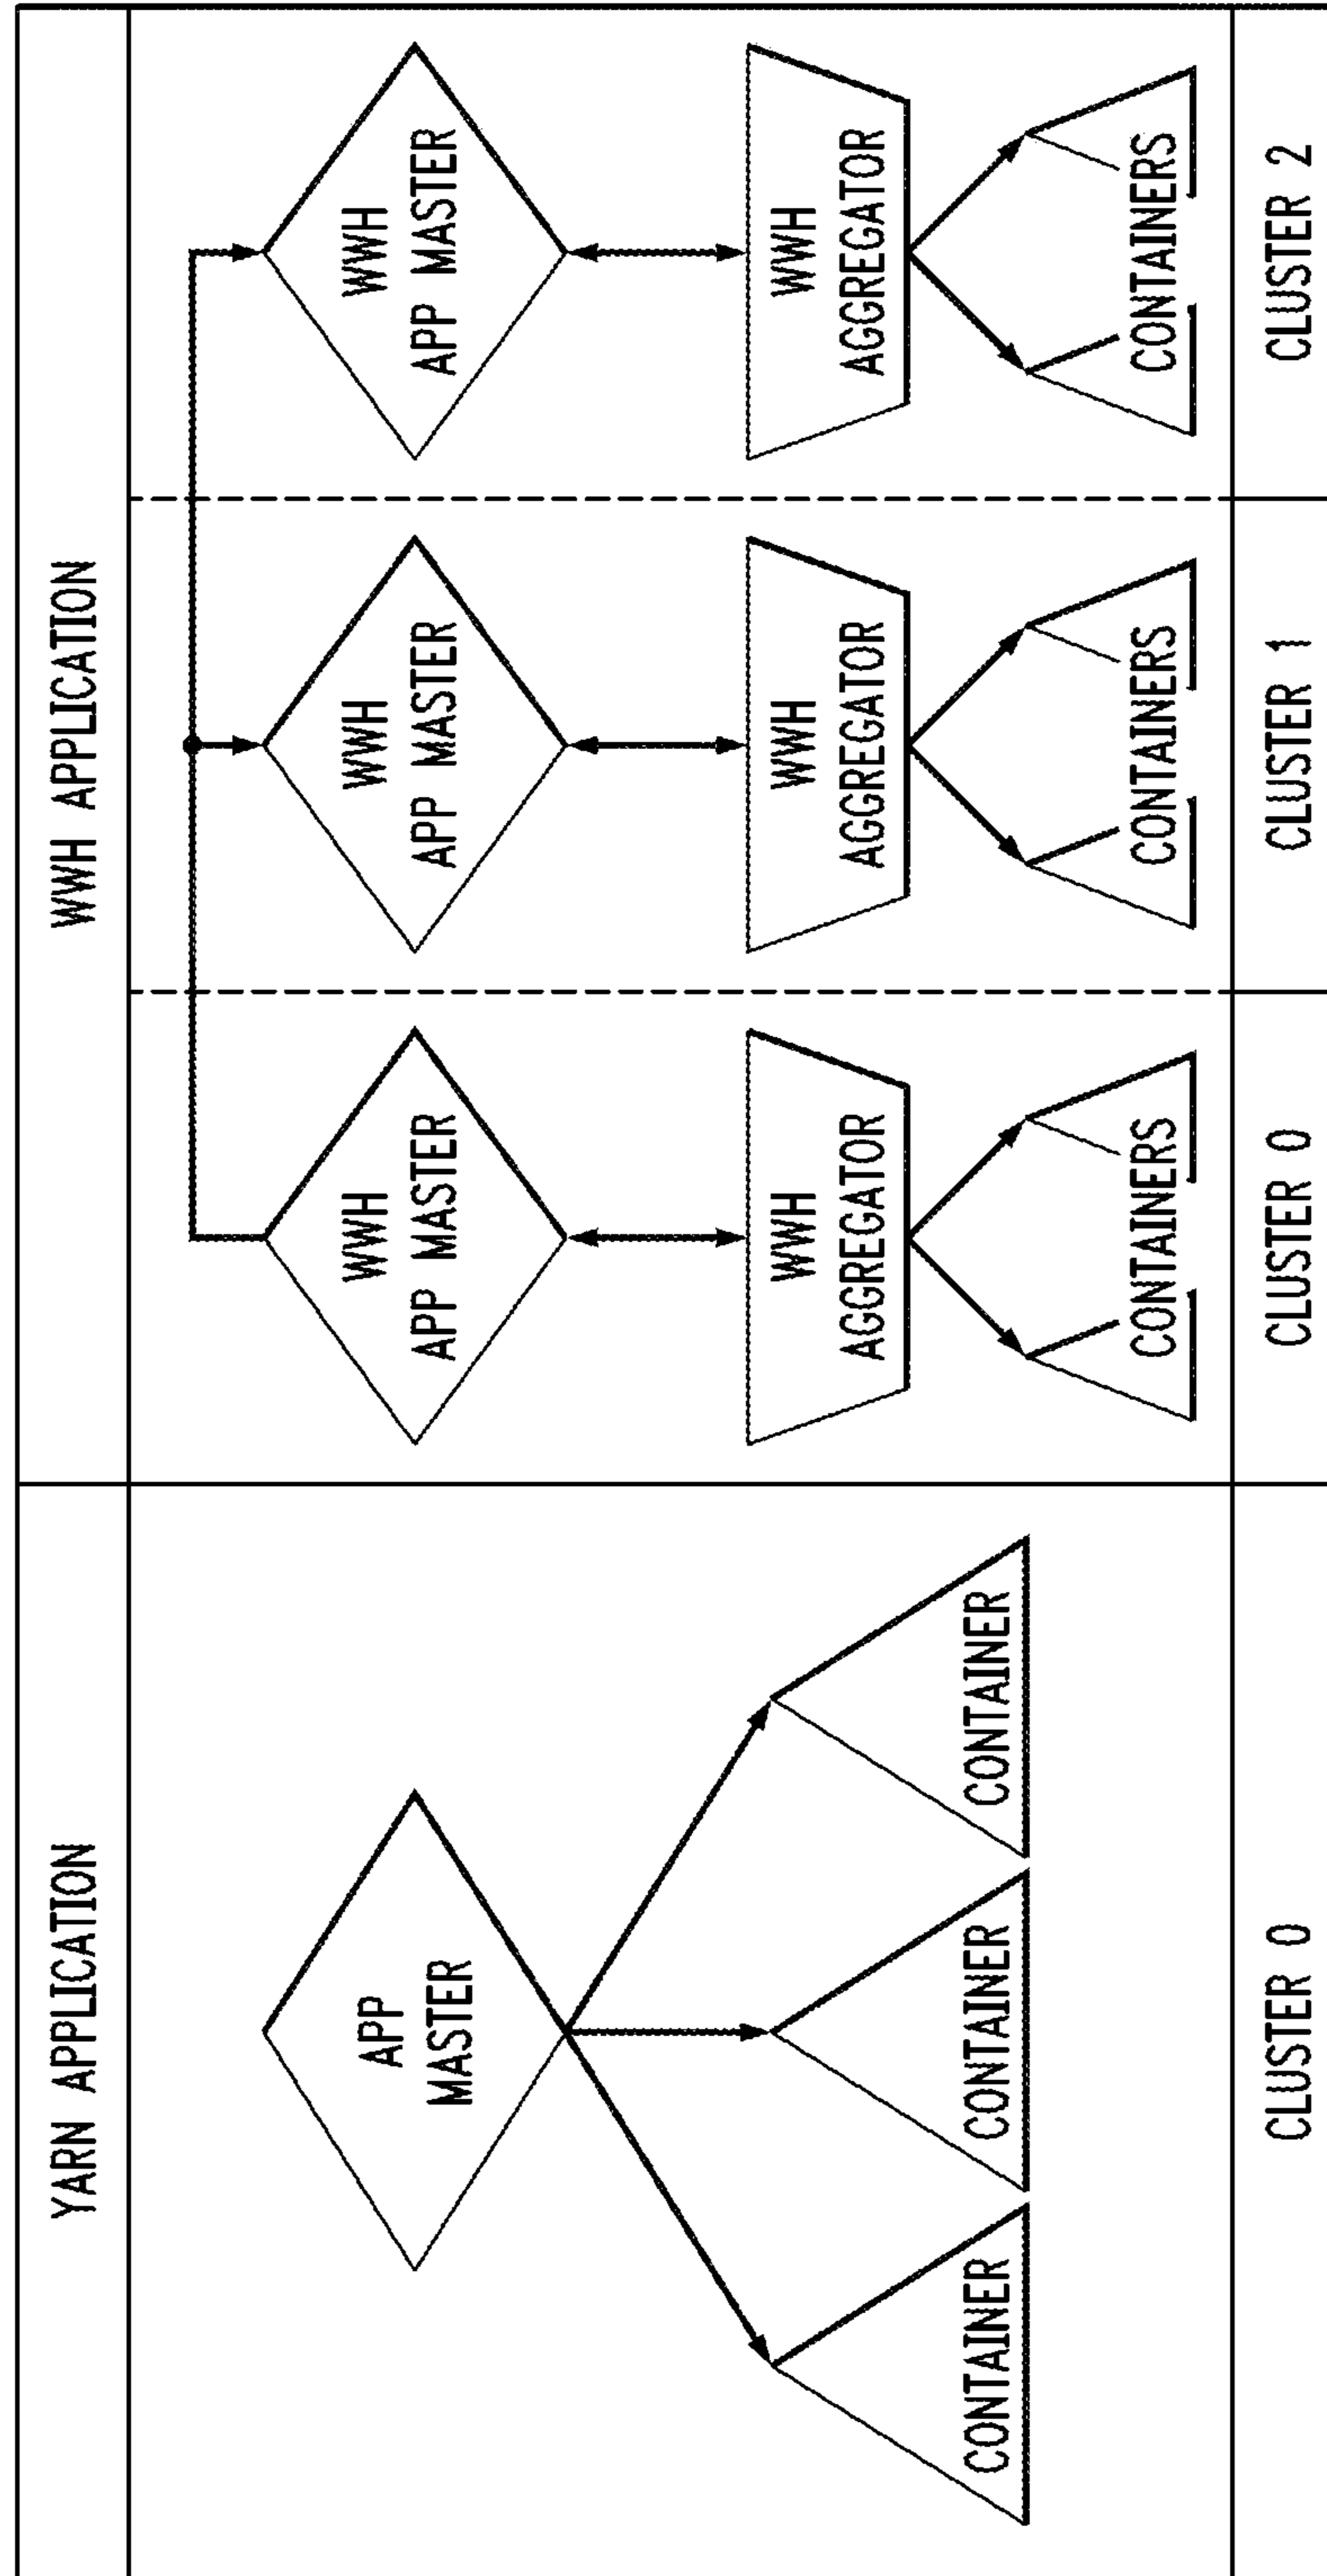 YARN APPLICATION
APP
MASTER
CONTAINER
CONTAINER
CONTAINER
CLUSTER 0
WWH APPLICATION
WWH
APP MASTER
WWH
AGGREGATOR
CONTAINERS
CLUSTER 0
WWH
APP MASTER
WWH
AGGREGATOR
CONTAINERS
CLUSTER 1
WWH
APP MASTER
WWH
AGGREGATOR
CONTAINERS
CLUSTER 2